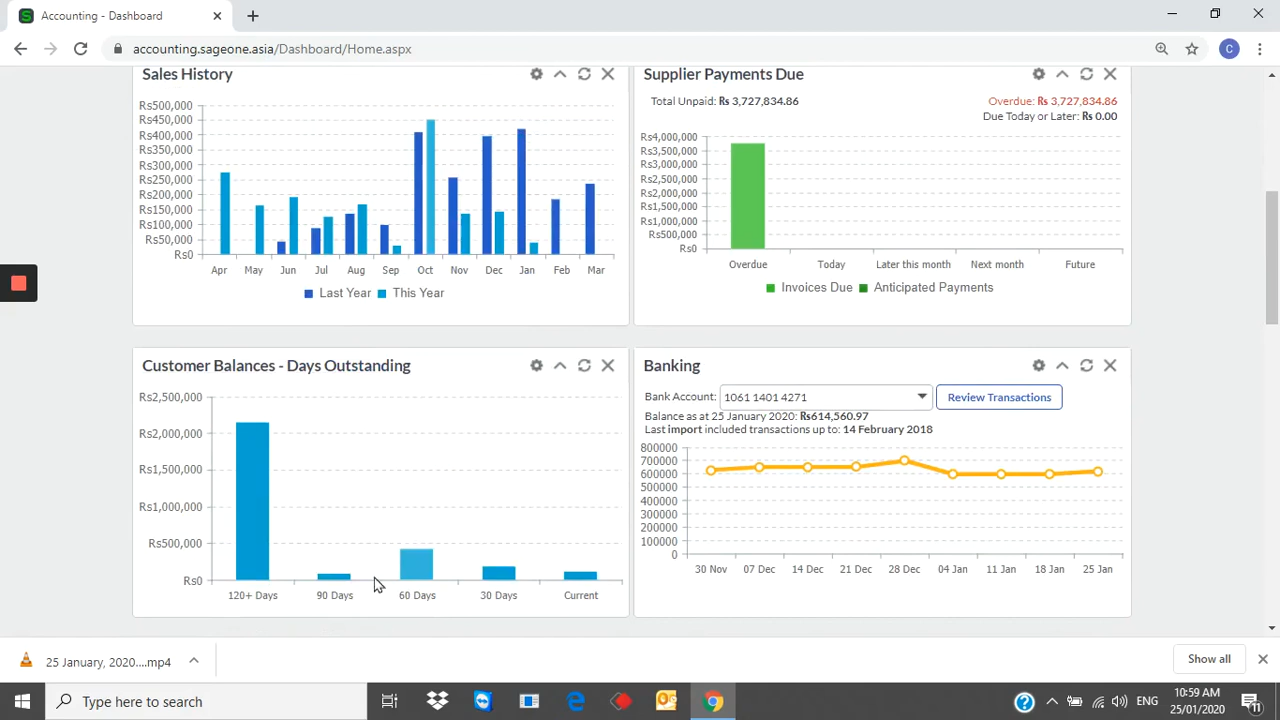 Accounting - Dashboard
accounting.sageone.asia/Dashboard/Home.aspx
C
Sales History
Rs500,000
Rs450,000
Rs400,000
Rs350,000
Rs300,000
Rs250,000
Rs200,000
Rs150,000
Rs100,000
Rs50,000
Rs0
Apr May Jun Jul Aug Sep Oct Nov Dec Jan Feb Mar
Last Year This Year
Supplier Payments Due
Total Unpaid: Rs 3,727,834.86
Overdue: Rs 3,727,834.86
Due Today or Later: Rs 0.00
Rs4,000,000
Rs3,500,000
Rs3,000,000
Rs2,500,000
Rs2,000,000
Rs1,500,000
Rs1,000,000
Rs500,000
Rs0
Overdue Today Later this month Next month Future
Invoices Due Anticipated Payments
Customer Balances - Days Outstanding
Rs2,500,000
Rs2,000,000
Rs1,500,000
Rs1,000,000
Rs500,000
Rs0
120+ Days 90 Days 60 Days 30 Days Current
Banking
Bank Account: 1061 1401 4271 Review Transactions
Balance as at 25 January 2020: Rs614,560.97
Last import included transactions up to: 14 February 2018
800000
700000
600000
500000
400000
300000
200000
100000
0
30 Nov 07 Dec 14 Dec 21 Dec 28 Dec 04 Jan 11 Jan 18 Jan 25 Jan
25 January, 2020....mp4
Show all
Type here to search
ENG
10:59 AM
25/01/2020
11